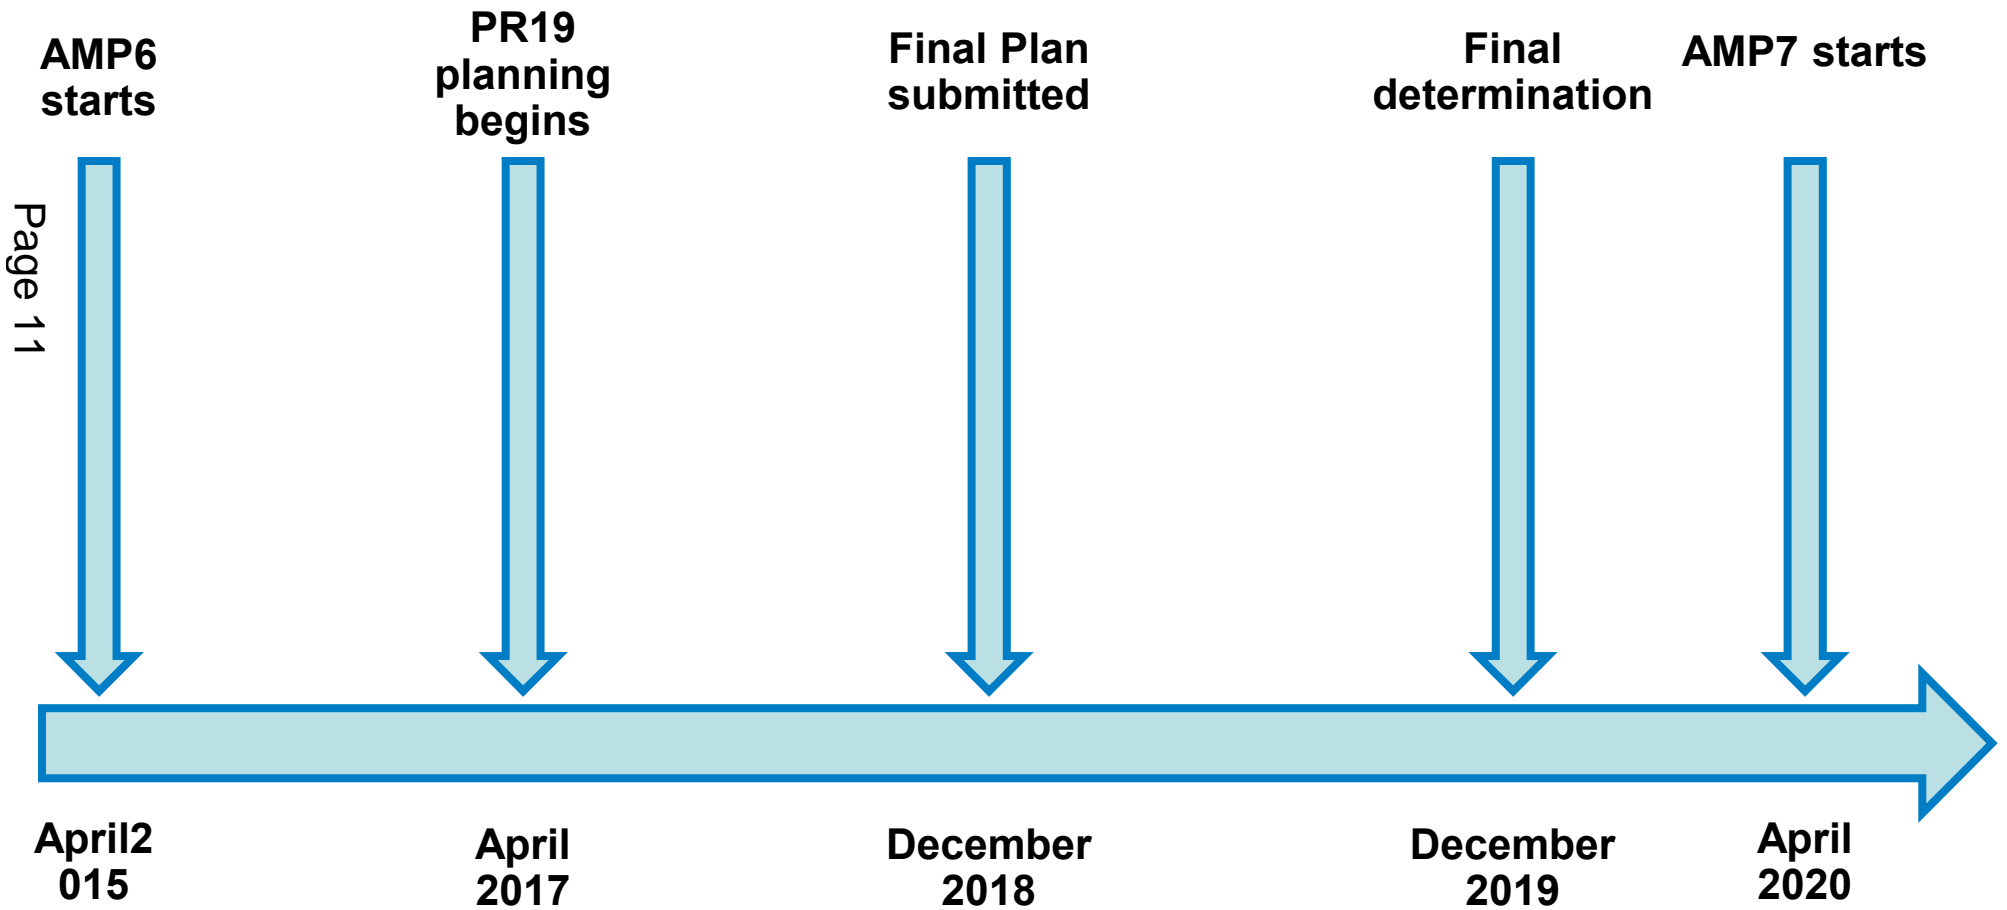 AMP6
starts
PR19
planning
begins
Final Plan
submitted
Final
determination
AMP7 starts
Page 11
April2
015
April
2017
December
2018
December
2019
April
2020